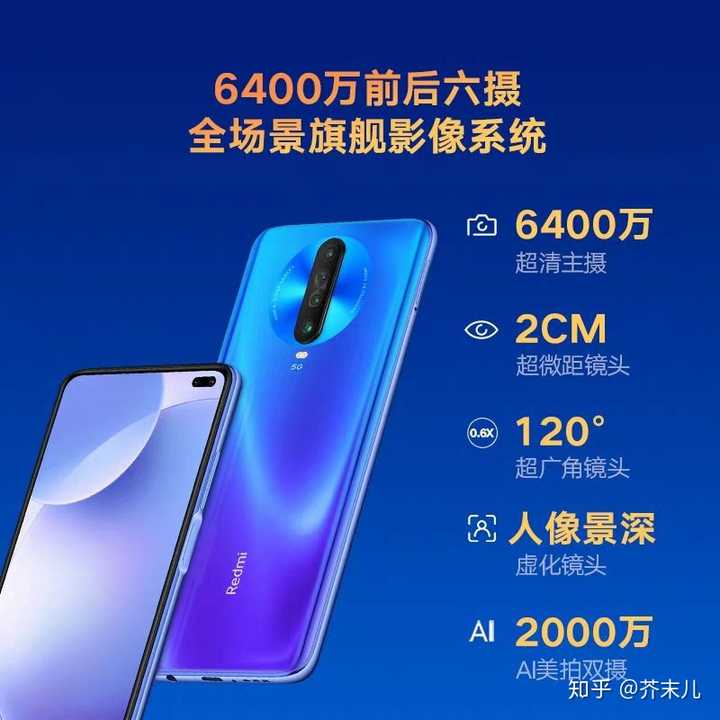 6400万前后六摄
全场景旗舰影像系统
6400万
超清主摄
2CM
超微距镜头
0.6X
120°
超广角镜头
人像景深
虚化镜头
AI
2000万
AI美拍双摄
5G
Redmi
知乎 @芥末儿